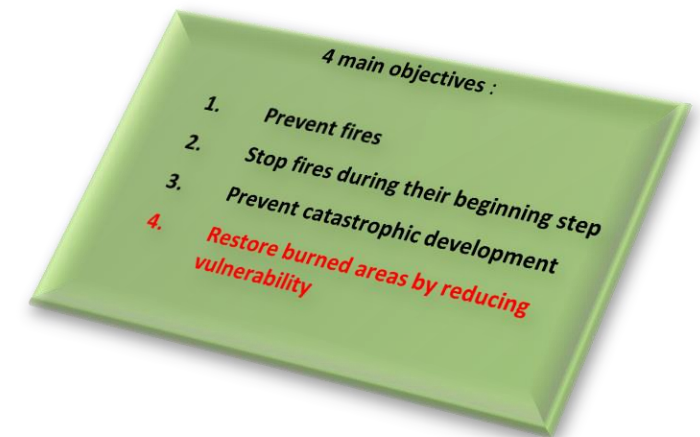 4 main objectives :
1. Prevent fires
2. Stop fires during their beginning step
3. Prevent catastrophic development
4. Restore burned areas by reducing
vulnerability